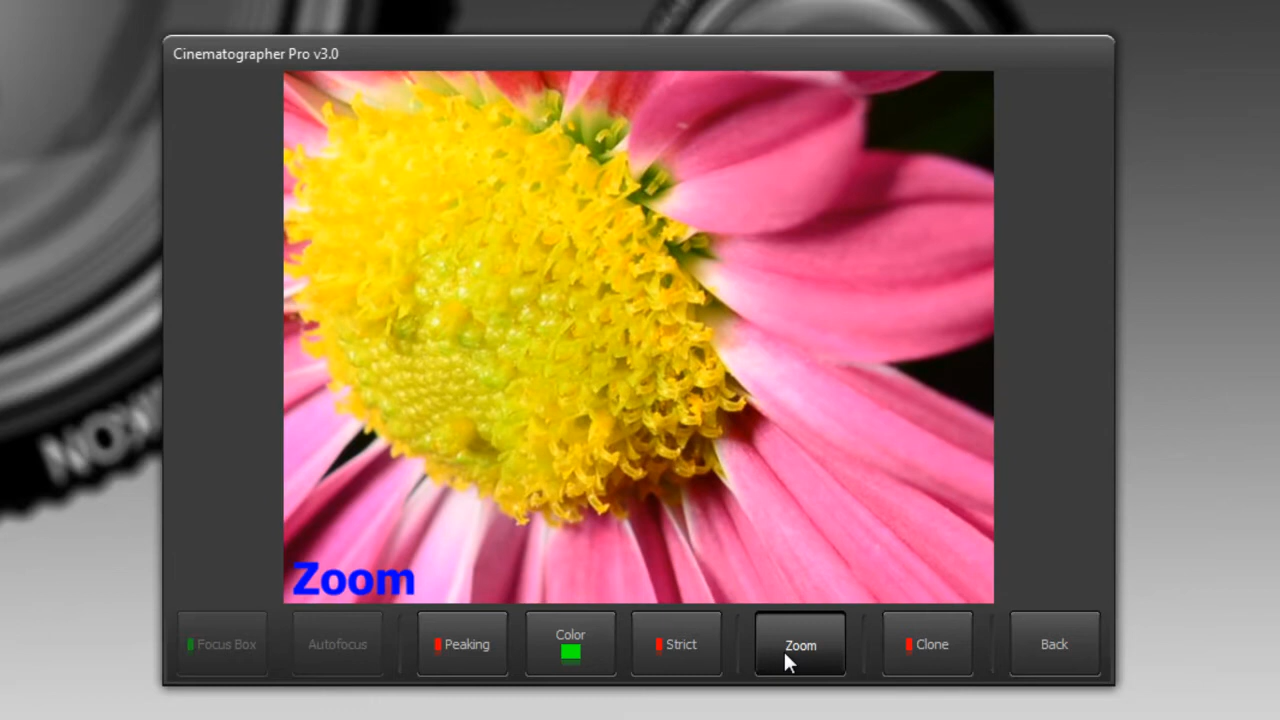 Cinematographer Pro v3.0
Zoom
Focus Box
Autofocus
Peaking
Color
Strict
Zoom
Clone
Back